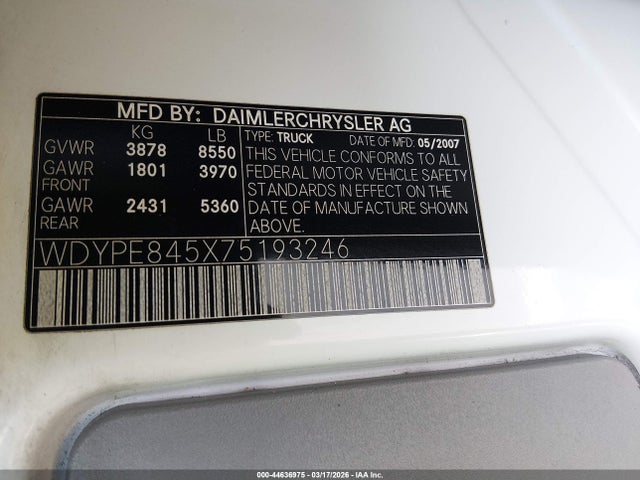 MFD BY: DAIMLERCHRYSLER AG
KG LB TYPE: TRUCK DATE OF MFD: 05/2007
GVWR 3878 8550 THIS VEHICLE CONFORMS TO ALL
GAWR 1801 3970 FEDERAL MOTOR VEHICLE SAFETY
FRONT STANDARDS IN EFFECT ON THE
GAWR 2431 5360 DATE OF MANUFACTURE SHOWN
REAR ABOVE.
WDYPE845X75193246
000-44636975 | 03/17/2026 | IAA Inc.